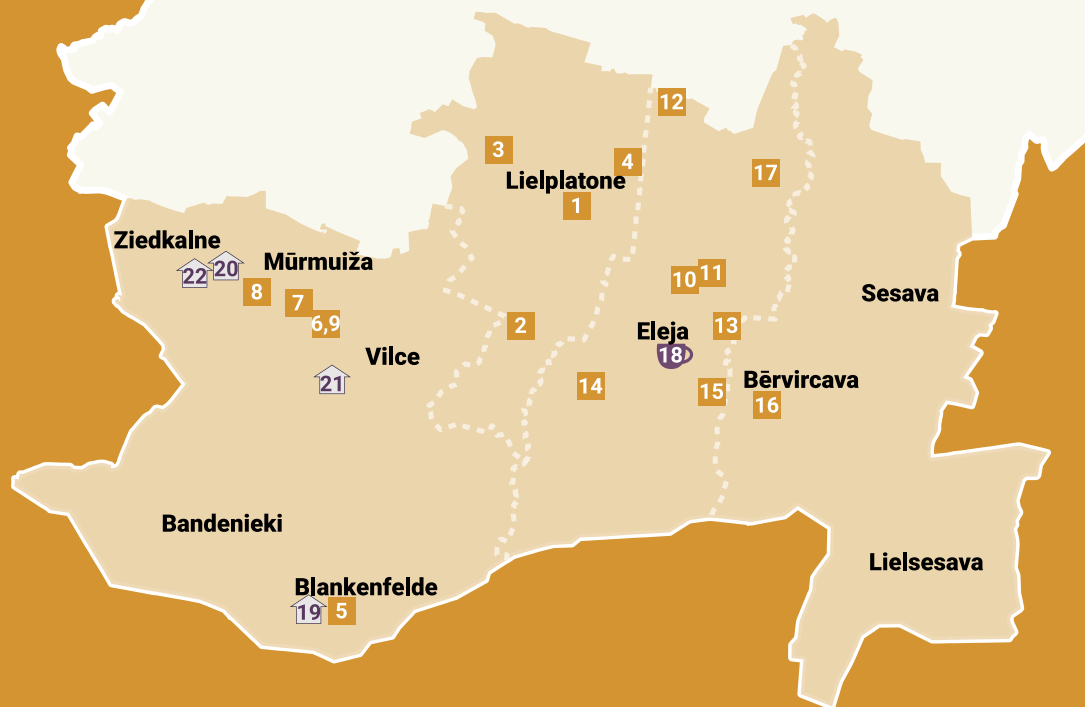 12
3
4
Lielplatone
17
1
Ziedkalne
Mūrmuiža
22
20
8
7
6,9
10
11
Sesava
2
Eleja
13
18
Vilce
21
14
15
Bērvircava
16
Bandenieki
Lielsesava
Blankenfelde
19
5